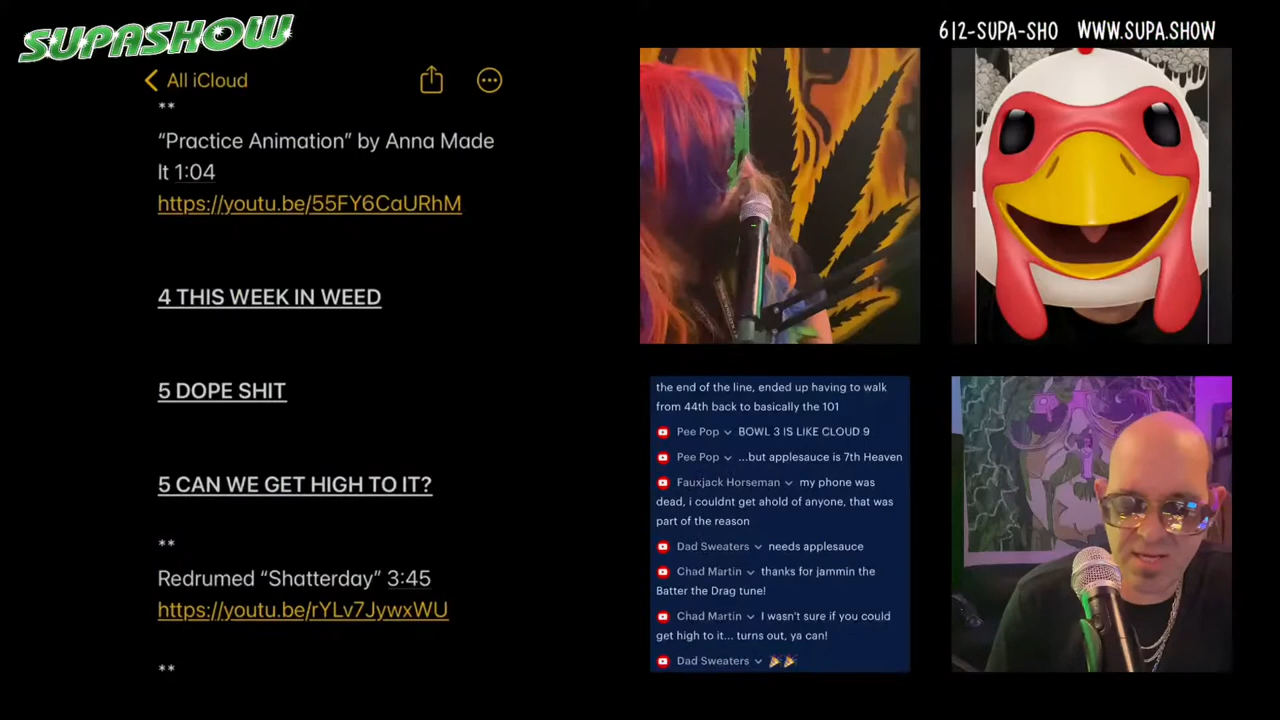 SUPASHOW
612-SUPA-SHO WWW.SUPA.SHOW
All iCloud
**
“Practice Animation” by Anna Made
It 1:04
https://youtu.be/55FY6CaURhM
4 THIS WEEK IN WEED
5 DOPE SHIT
5 CAN WE GET HIGH TO IT?
**
Redrumed “Shatterday” 3:45
https://youtu.be/rYLv7JywxWU
**
the end of the line, ended up having to walk
from 44th back to basically the 101
Pee Pop BOWL 3 IS LIKE CLOUD 9
Pee Pop ...but applesauce is 7th Heaven
Fauxjack Horseman my phone was
dead, i couldnt get ahold of anyone, that was
part of the reason
Dad Sweaters needs applesauce
Chad Martin thanks for jammin the
Batter the Drag tune!
Chad Martin I wasn't sure if you could
get high to it... turns out, ya can!
Dad Sweaters 🎉🎉